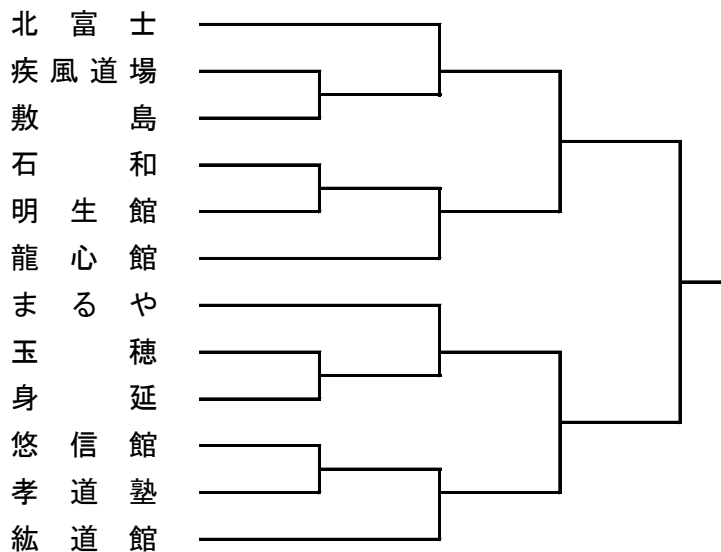 北富士
疾風道場
敷島
石和
明生館
龍心館
まるや
玉穂
身延
悠信館
孝道塾
紘道館